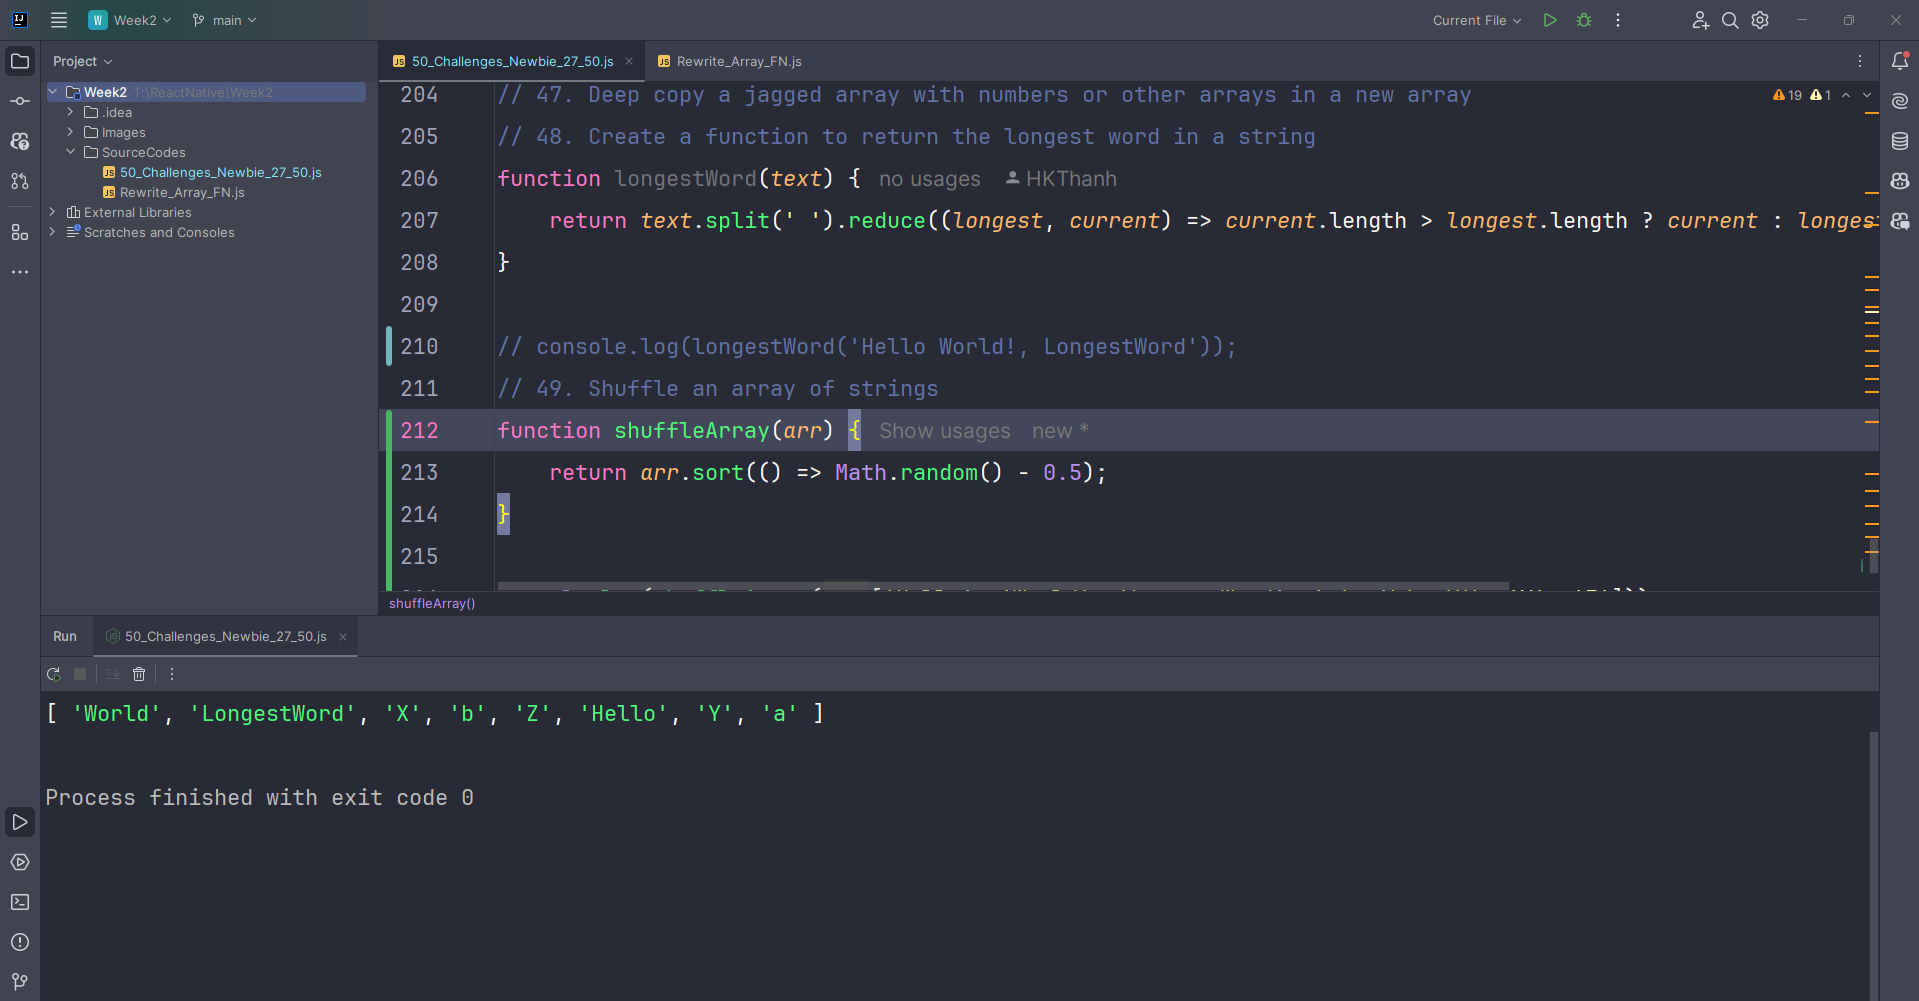 Week2
main
Current File
Project
50_Challenges_Newbie_27_50.js
Rewrite_Array_FN.js
Week2 T:\ReactNative\Week2
.idea
Images
SourceCodes
50_Challenges_Newbie_27_50.js
Rewrite_Array_FN.js
External Libraries
Scratches and Consoles
19 1
204 // 47. Deep copy a jagged array with numbers or other arrays in a new array
205 // 48. Create a function to return the longest word in a string
206 function longestWord(text) { no usages HKThanh
207 return text.split(' ').reduce((longest, current) => current.length > longest.length ? current : longes
208 }
209
210 // console.log(longestWord('Hello World!, LongestWord'));
211 // 49. Shuffle an array of strings
212 function shuffleArray(arr) { Show usages new *
213 return arr.sort(() => Math.random() - 0.5);
214 }
215
shuffleArray()
Run
50_Challenges_Newbie_27_50.js
[ 'World', 'LongestWord', 'X', 'b', 'Z', 'Hello', 'Y', 'a' ]
Process finished with exit code 0